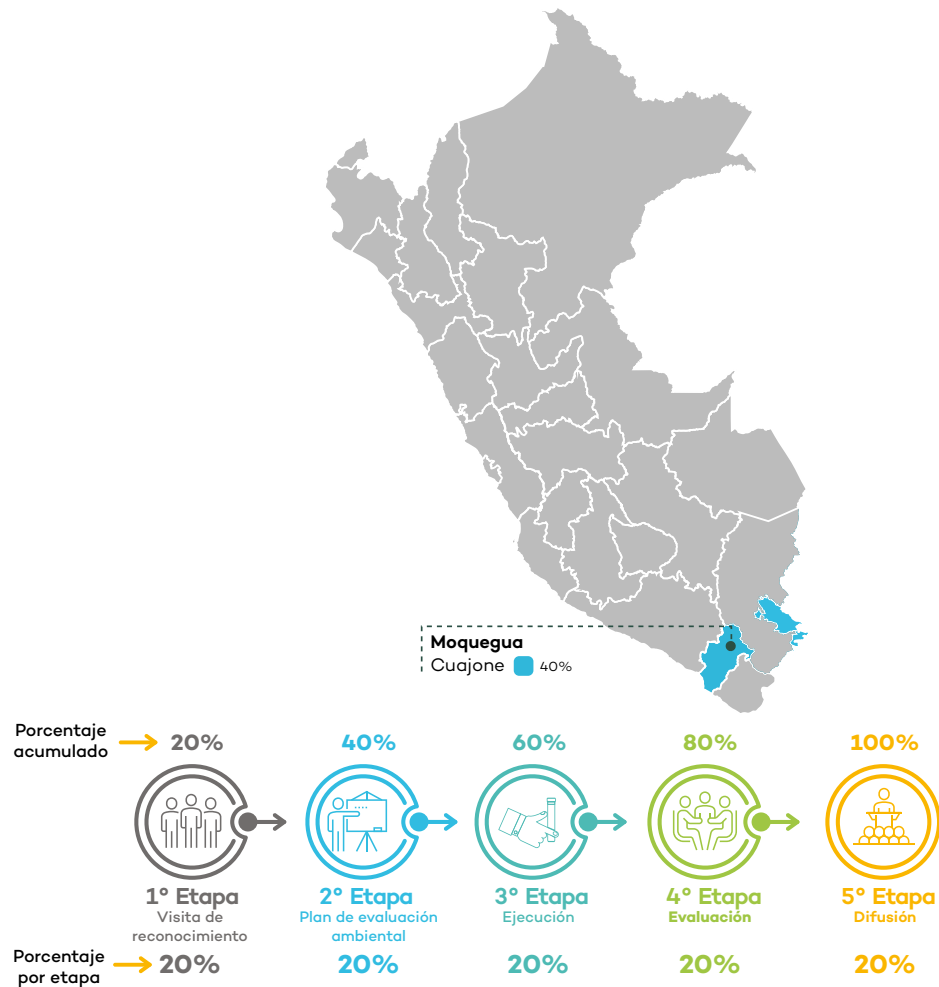 Moquegua
Cuajone 40%
Porcentaje
acumulado
20%
40%
60%
80%
100%
1° Etapa
Visita de
reconocimiento
2° Etapa
Plan de evaluación
ambiental
3° Etapa
Ejecución
4° Etapa
Evaluación
5° Etapa
Difusión
Porcentaje
por etapa
20%
20%
20%
20%
20%